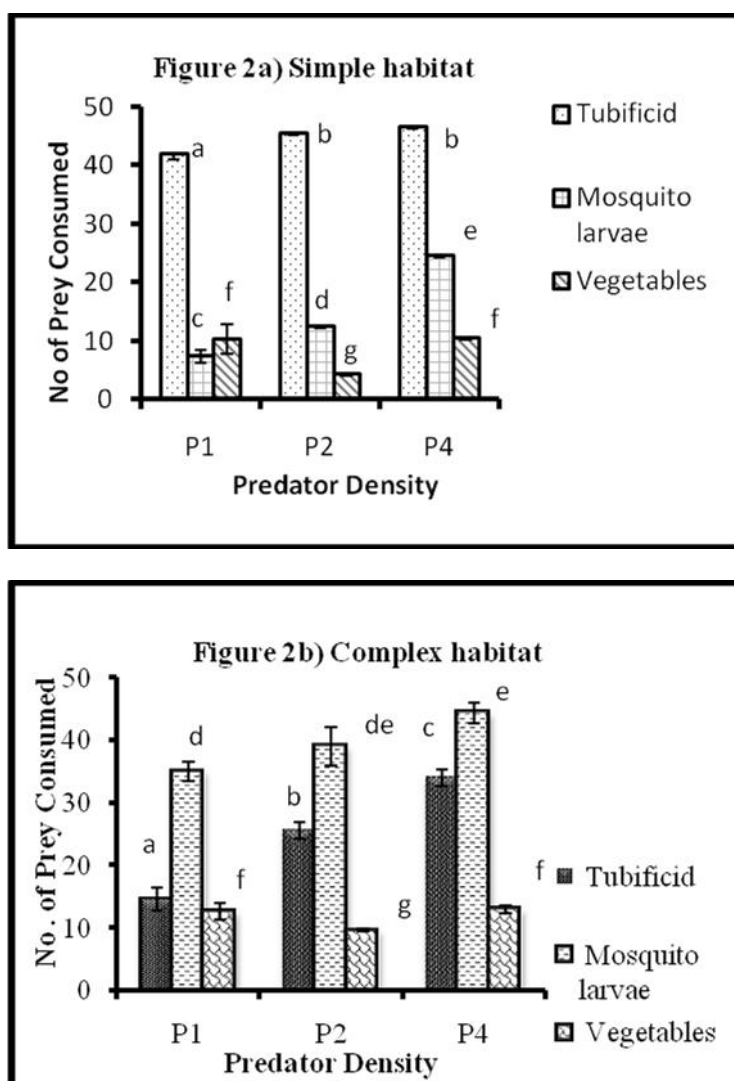 Figure 2a) Simple habitat
No of Prey Consumed
50
40
30
20
10
0
a
c
f
b
d
g
b
e
f
P1 P2 P4
Predator Density
Tubificid
Mosquito
larvae
Vegetables
Figure 2b) Complex habitat
No.. of Prey Consumed
50
40
30
20
10
0
a
d
f
b
de
g
c
e
f
P1 P2 P4
Predator Density
Tubificid
Mosquito
larvae
Vegetables